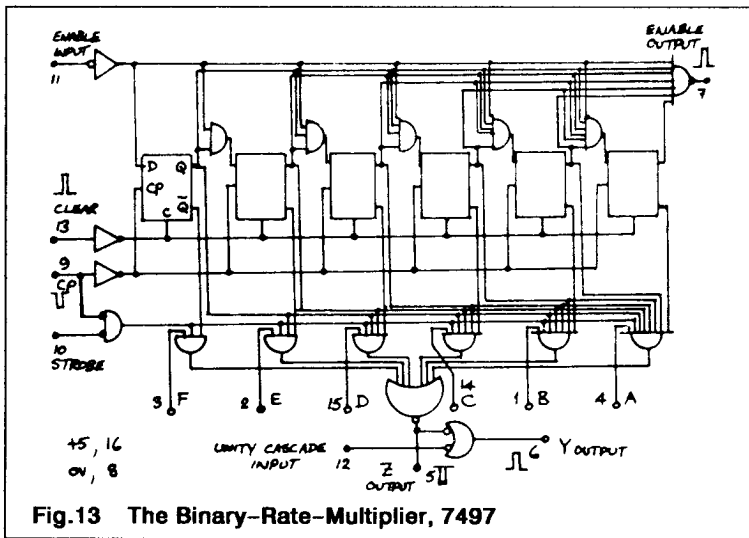 ENABLE INPUT
11
ENABLE OUTPUT
7
D Q
CP
Q
C
CLEAR
13
9
CP
10
STROBE
3 F
2 E
15 D
14
C
1 B
4 A
+5, 16
0V, 8
UNITY CASCADE INPUT
12
Z OUTPUT
5
6
Y OUTPUT
Fig.13 The Binary-Rate-Multiplier, 7497